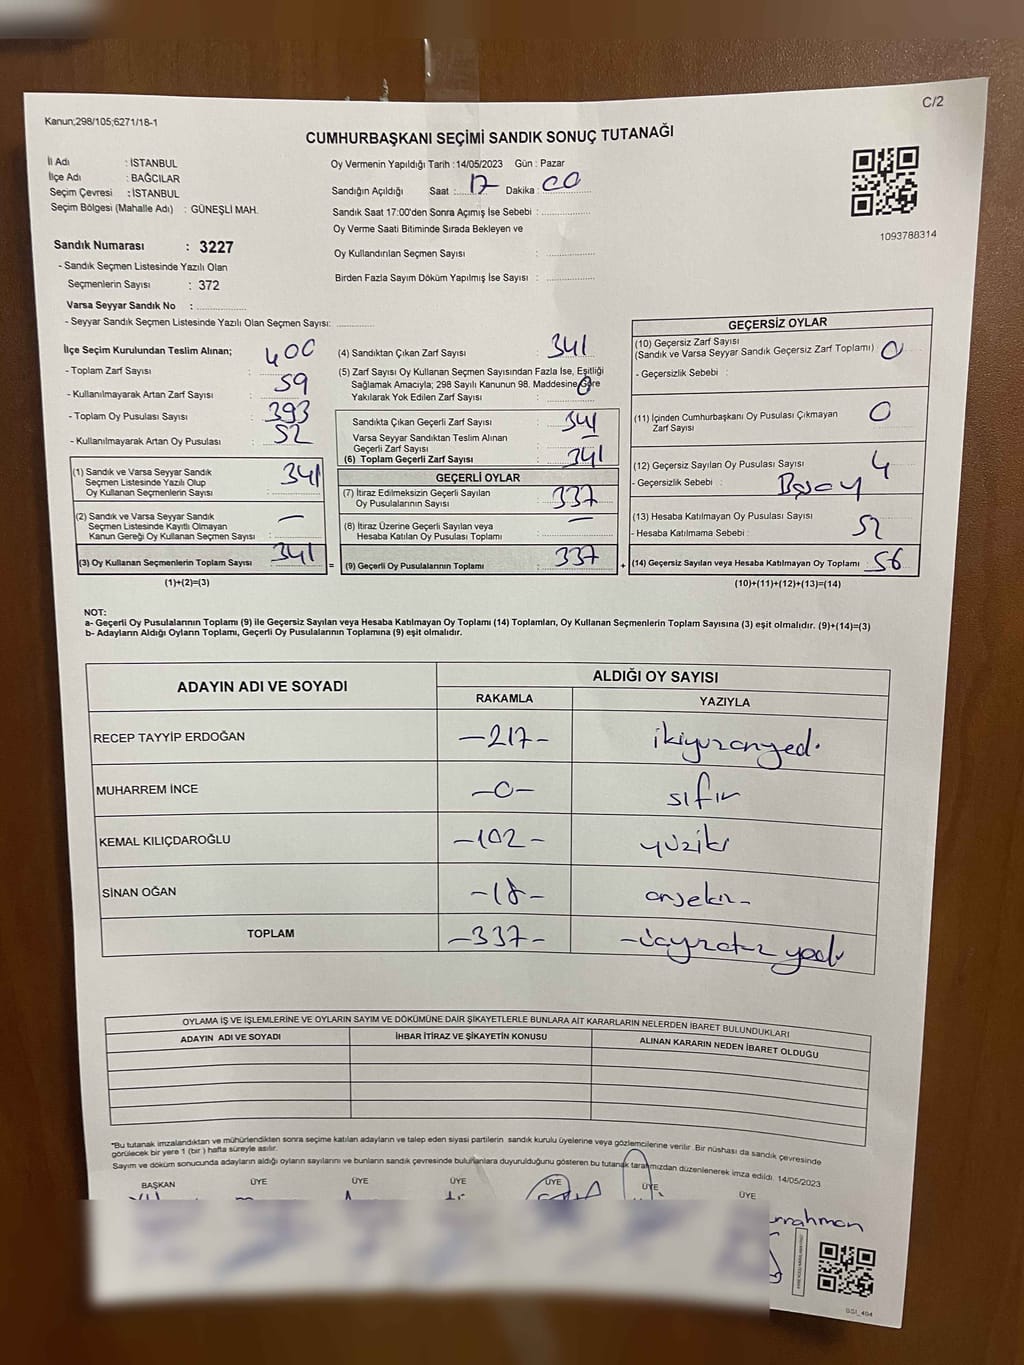 C/2
Kanun;298/105;6271/18-1
CUMHURBAŞKANI SEÇİMİ SANDIK SONUÇ TUTANAĞI
İl Adı : İSTANBUL
İlçe Adı : BAĞCILAR
Seçim Çevresi : İSTANBUL
Seçim Bölgesi (Mahalle Adı) : GÜNEŞLİ MAH.
Oy Vermenin Yapıldığı Tarih :14/05/2023 Gün : Pazar
Sandığın Açıldığı Saat : 17 Dakika : 00
Sandık Saat 17:00'den Sonra Açımış İse Sebebi :
Oy Verme Saati Bitiminde Sırada Bekleyen ve
Oy Kullandırılan Seçmen Sayısı :
Birden Fazla Sayım Döküm Yapılmış İse Sayısı :
1093788314
Sandık Numarası : 3227
- Sandık Seçmen Listesinde Yazılı Olan
Seçmenlerin Sayısı : 372
Varsa Seyyar Sandık No :
- Seyyar Sandık Seçmen Listesinde Yazılı Olan Seçmen Sayısı:
İlçe Seçim Kurulundan Teslim Alınan;
- Toplam Zarf Sayısı : 400
- Kullanılmayarak Artan Zarf Sayısı : 59
- Toplam Oy Pusulası Sayısı : 393
- Kullanılmayarak Artan Oy Pusulası : 52
(1) Sandık ve Varsa Seyyar Sandık
Seçmen Listesinde Yazılı Olup
Oy Kullanan Seçmenlerin Sayısı : 341
(2) Sandık ve Varsa Seyyar Sandık
Seçmen Listesinde Kayıtlı Olmayan
Kanun Gereği Oy Kullanan Seçmen Sayısı : —
(3) Oy Kullanan Seçmenlerin Toplam Sayısı : 341
(1)+(2)=(3)
(4) Sandıktan Çıkan Zarf Sayısı : 341
(5) Zarf Sayısı Oy Kullanan Seçmen Sayısından Fazla İse, Eşitliği
Sağlamak Amacıyla; 298 Sayılı Kanunun 98. Maddesine Göre
Yakılarak Yok Edilen Zarf Sayısı : 0
Sandıkta Çıkan Geçerli Zarf Sayısı : 341
Varsa Seyyar Sandıktan Teslim Alınan
Geçerli Zarf Sayısı : —
(6) Toplam Geçerli Zarf Sayısı : 341
GEÇERLİ OYLAR
(7) İtiraz Edilmeksizin Geçerli Sayılan
Oy Pusulalarının Sayısı : 337
(8) İtiraz Üzerine Geçerli Sayılan veya
Hesaba Katılan Oy Pusulası Toplamı : —
= (9) Geçerli Oy Pusulalarının Toplamı : 337 +
GEÇERSİZ OYLAR
(10) Geçersiz Zarf Sayısı
(Sandık ve Varsa Seyyar Sandık Geçersiz Zarf Toplamı) : 0
- Geçersizlik Sebebi :
(11) İçinden Cumhurbaşkanı Oy Pusulası Çıkmayan
Zarf Sayısı : 0
(12) Geçersiz Sayılan Oy Pusulası Sayısı : 4
- Geçersizlik Sebebi :
(13) Hesaba Katılmayan Oy Pusulası Sayısı : 52
- Hesaba Katılmama Sebebi :
(14) Geçersiz Sayılan veya Hesaba Katılmayan Oy Toplamı : 56
(10)+(11)+(12)+(13)=(14)
NOT:
a- Geçerli Oy Pusulalarının Toplamı (9) ile Geçersiz Sayılan veya Hesaba Katılmayan Oy Toplamı (14) Toplamları, Oy Kullanan Seçmenlerin Toplam Sayısına (3) eşit olmalıdır. (9)+(14)=(3)
b- Adayların Aldığı Oyların Toplamı, Geçerli Oy Pusulalarının Toplamına (9) eşit olmalıdır.
ADAYIN ADI VE SOYADI
ALDIĞI OY SAYISI
RAKAMLA YAZIYLA
RECEP TAYYİP ERDOĞAN —217— ikiyüzonyedi
MUHARREM İNCE —0— sıfır
KEMAL KILIÇDAROĞLU —102— yüziki
SİNAN OĞAN —18— onsekiz-
TOPLAM —337— -üçyüzotuz yedi
OYLAMA İŞ VE İŞLEMLERİNE VE OYLARIN SAYIM VE DÖKÜMÜNE DAİR ŞİKAYETLERLE BUNLARA AİT KARARLARIN NELERDEN İBARET BULUNDUKLARI
ADAYIN ADI VE SOYADI İHBAR İTİRAZ VE ŞİKAYETİN KONUSU ALINAN KARARIN NEDEN İBARET OLDUĞU
*Bu tutanak imzalandıktan ve mühürlendikten sonra seçime katılan adayların ve talep eden siyasi partilerin sandık kurulu üyelerine veya gözlemcilerine verilir. Bir nüshası da sandık çevresinde
görülecek bir yere 1 (bir ) hafta süreyle asılır.
Sayım ve döküm sonucunda adayların aldığı oyların sayılarını ve bunların sandık çevresinde bulunanlara duyurulduğunu gösteren bu tutanak tarafımızdan düzenlenerek imza edildi. 14/05/2023
BAŞKAN ÜYE ÜYE ÜYE ÜYE ÜYE ÜYE
urrahman
SSI_494